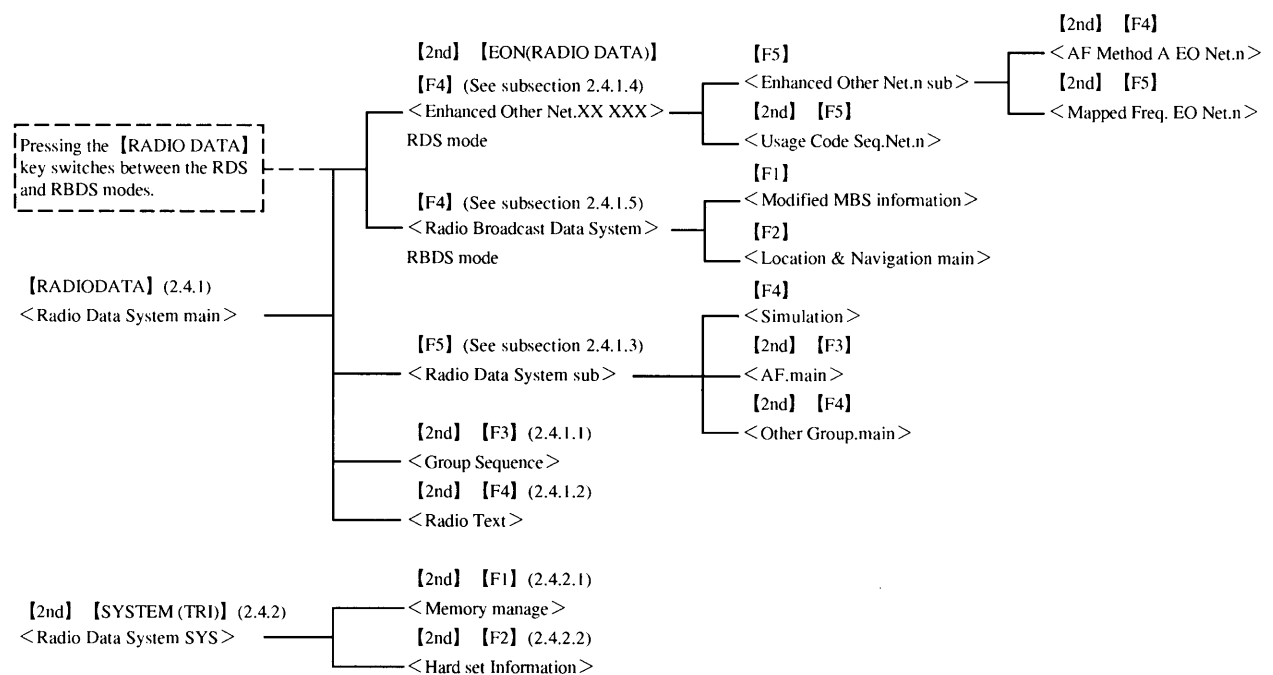 【2nd】 【F4】
【2nd】 【EON(RADIO DATA)】
【F5】
<AF Method A EO Net.n>
【F4】 (See subsection 2.4.1.4)
<Enhanced Other Net.n sub>
【2nd】 【F5】
<Enhanced Other Net.XX XXX>
【2nd】 【F5】
<Mapped Freq. EO Net.n>
RDS mode
<Usage Code Seq.Net.n>
Pressing the 【RADIO DATA】
key switches between the RDS
and RBDS modes.
【F1】
【F4】 (See subsection 2.4.1.5)
<Modified MBS information>
<Radio Broadcast Data System>
【F2】
RBDS mode
<Location & Navigation main>
【RADIODATA】 (2.4.1)
<Radio Data System main>
【F4】
<Simulation>
【F5】 (See subsection 2.4.1.3)
【2nd】 【F3】
<Radio Data System sub>
<AF.main>
【2nd】 【F4】
<Other Group.main>
【2nd】 【F3】 (2.4.1.1)
<Group Sequence>
【2nd】 【F4】 (2.4.1.2)
<Radio Text>
【2nd】 【SYSTEM (TRI)】 (2.4.2)
<Radio Data System SYS>
【2nd】 【F1】 (2.4.2.1)
<Memory manage>
【2nd】 【F2】 (2.4.2.2)
<Hard set Information>